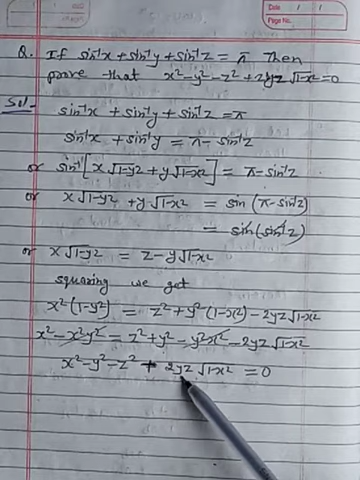 Date / /
Page No.
Q. If sin⁻¹x + sin⁻¹y + sin⁻¹z = π Then
prove that x² - y² - z² + 2yz √1-x² = 0
Sol -
sin⁻¹x + sin⁻¹y + sin⁻¹z = π
sin⁻¹x + sin⁻¹y = π - sin⁻¹z
or sin⁻¹[x √1-y² + y √1-x²] = π - sin⁻¹z
or x √1-y² + y √1-x² = sin (π - sin⁻¹z)
= sin (sin⁻¹z)
or x √1-y² = z - y √1-x²
squaring we get
x² (1-y²) = z² + y² (1-x²) - 2yz √1-x²
x² - x²y² = z² + y² - y²x² - 2yz √1-x²
x² - y² - z² + 2yz √1-x² = 0